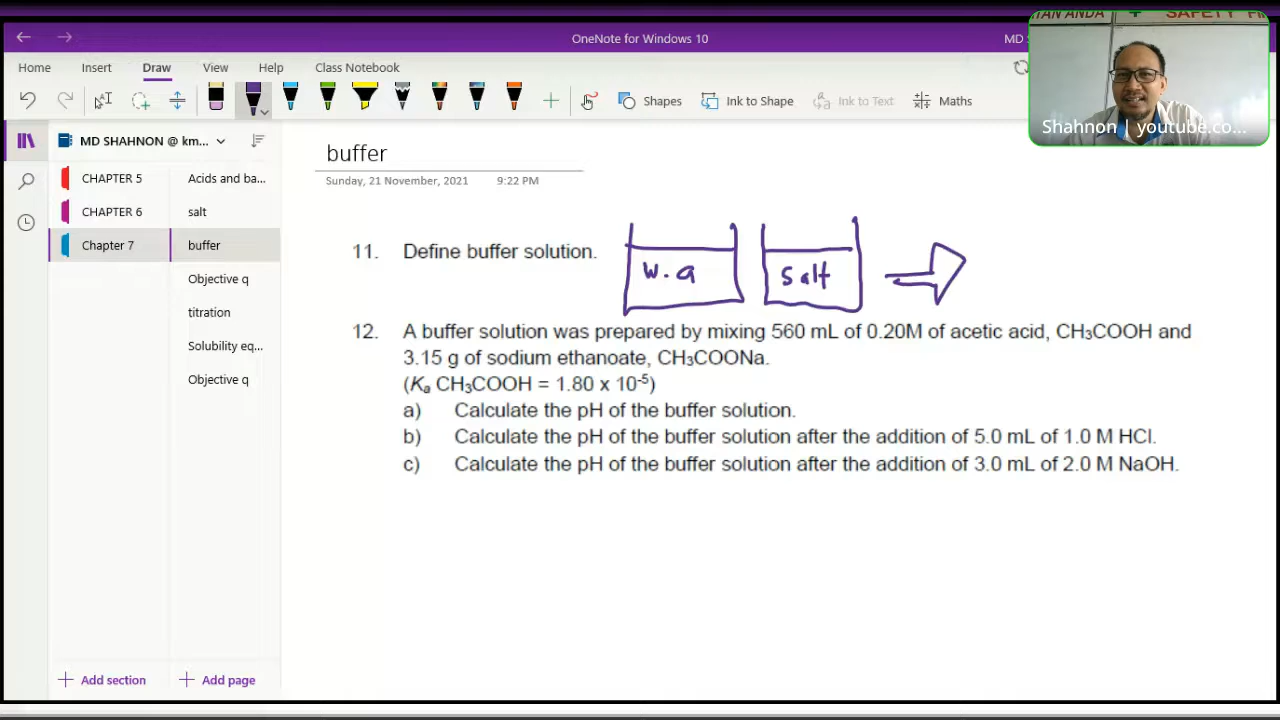 TAN ANDA + SAFETY FI
OneNote for Windows 10
MD S
Home Insert Draw View Help Class Notebook
Shapes Ink to Shape Ink to Text Maths
Shahnon | youtube.co...
MD SHAHNON @ km...
CHAPTER 5
CHAPTER 6
Chapter 7
Acids and ba...
salt
buffer
Objective q
titration
Solubility eq...
Objective q
Add section
Add page
buffer
Sunday, 21 November, 2021 9:22 PM
11. Define buffer solution.
w.a
salt
12. A buffer solution was prepared by mixing 560 mL of 0.20M of acetic acid, CH₃COOH and
3.15 g of sodium ethanoate, CH₃COONa.
(Kₐ CH₃COOH = 1.80 x 10⁻⁵)
a) Calculate the pH of the buffer solution.
b) Calculate the pH of the buffer solution after the addition of 5.0 mL of 1.0 M HCl.
c) Calculate the pH of the buffer solution after the addition of 3.0 mL of 2.0 M NaOH.